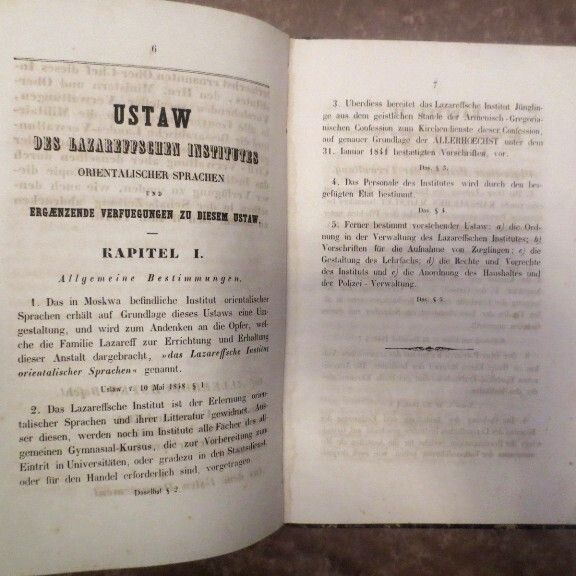 6
USTAW
DES LAZAREFFSCHEN INSTITUTES
ORIENTALISCHER SPRACHEN
UND
ERGÆNZENDE VERFUEGUNGEN ZU DIESEM USTAW.
KAPITEL I.
Allgemeine Bestimmungen.
1. Das in Moskwa befindliche Institut orientalischer
Sprachen erhält auf Grundlage dieses Ustaws eine Um-
gestaltung, und wird zum Andenken an die Opfer, wel-
che die Familie Lazareff zur Errichtung und Erhaltung
dieser Anstalt dargebracht, »das Lazareffsche Institut
orientalischer Sprachen« genannt.
Ustaw, v. 10 Mai 1848 § 1.
2. Das Lazareffsche Institut ist der Erlernung orien-
talischer Sprachen und ihrer Litteratur gewidmet. Aus-
ser diesen, werden noch im Institute alle Fächer des all-
gemeinen Gymnasial-Kursus, die zur Vorbereitung zum
Eintrit in Universitäten, oder gradezu in den Staatsdienst,
oder für den Handel erforderlich sind, vorgetragen.
Daselbst § 2.
7
3. Uberdiess bereitet das Lazareffsche Institut Jünglin-
ge aus dem geistlichen Stande der Armenisch-Gregoria-
nischen Confession zum Kirchendienste dieser Confession,
auf genauer Grundlage der ALLERHOECHST unter dem
31. Januar 1841 bestätigten Vorschriften, vor.
Das. § 3.
4. Das Personale des Institutes wird durch den bei-
gefügten Etat bestimmt.
Das. § 4.
5. Ferner bestimmt vorstehender Ustaw: a) die Ord-
nung in der Verwaltung des Lazareffschen Institutes; b)
Vorschriften für die Aufnahme von Zœglingen; c) die
Gestaltung des Lehrfachs; d) die Rechte und Vorrechte
des Instituts und e) die Anordnung des Haushaltes und
der Polizei-Verwaltung.
Das. § 5.